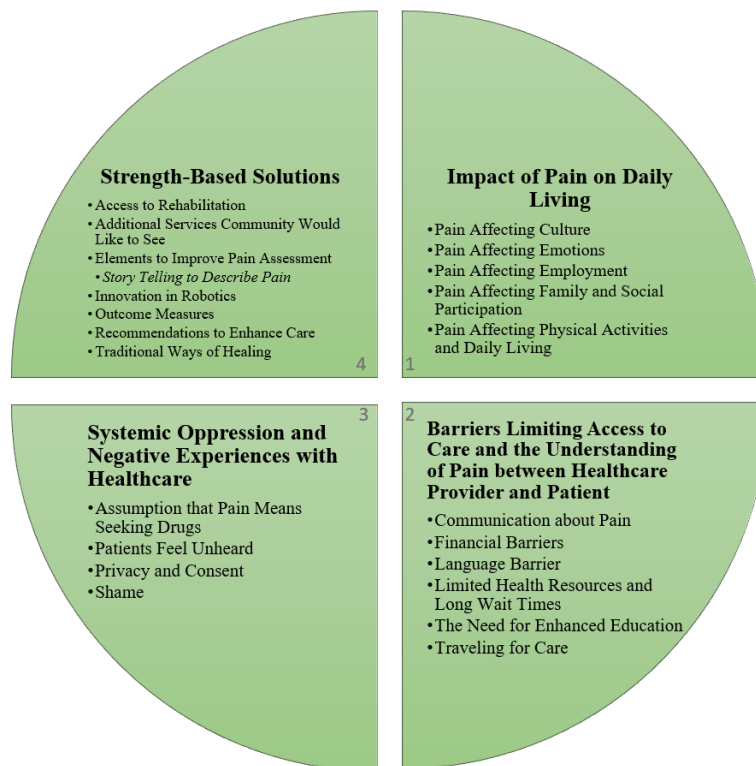 Strength-Based Solutions
•Access to Rehabilitation
•Additional Services Community Would
Like to See
•Elements to Improve Pain Assessment
•Story Telling to Describe Pain
•Innovation in Robotics
•Outcome Measures
•Recommendations to Enhance Care
•Traditional Ways of Healing
4
Impact of Pain on Daily
Living
•Pain Affecting Culture
•Pain Affecting Emotions
•Pain Affecting Employment
•Pain Affecting Family and Social
Participation
•Pain Affecting Physical Activities
and Daily Living
1
3
Systemic Oppression and
Negative Experiences with
Healthcare
•Assumption that Pain Means
Seeking Drugs
•Patients Feel Unheard
•Privacy and Consent
•Shame
2
Barriers Limiting Access to
Care and the Understanding
of Pain between Healthcare
Provider and Patient
•Communication about Pain
•Financial Barriers
•Language Barrier
•Limited Health Resources and
Long Wait Times
•The Need for Enhanced Education
•Traveling for Care